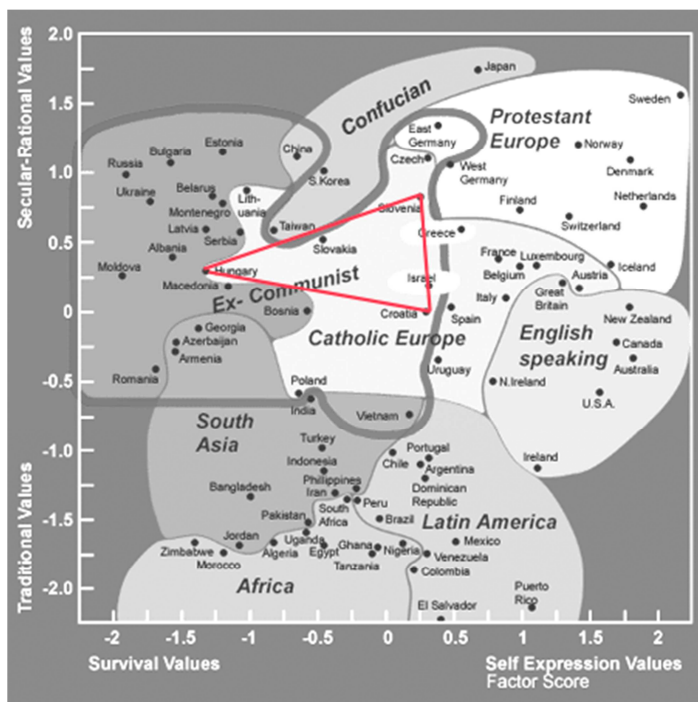 2.0
Secular-Rational Values
1.5
1.0
0.5
0
-0.5
-1.0
Traditional Values
-1.5
-2.0
Japan
Confucian
Sweden
Protestant
Europe
East
Germany
Norway
Estonia
China
Bulgaria
Czech
West
Germany
Denmark
Russia
S.Korea
Ukraine
Belarus
Lith-
uania
Netherlands
Montenegro
Slovenia
Finland
Switzerland
Latvia
Serbia
Taiwan
Slovakia
Greece
Albania
France
Luxembourg
Iceland
Moldova
Hungary
Belgium
Austria
Macedonia
Ex- Communist
Israel
Italy
Great
Britain
Bosnia
Croatia
Spain
New Zealand
Georgia
Catholic Europe
English
speaking
Azerbaijan
Canada
Armenia
Uruguay
Australia
Romania
Poland
N.Ireland
India
U.S.A.
South
Asia
Vietnam
Turkey
Portugal
Ireland
Indonesia
Chile
Argentina
Phillippines
Dominican
Republic
Bangladesh
Iran
South
Africa
Peru
Pakistan
Brazil
Latin America
Jordan
Uganda
Mexico
Zimbabwe
Algeria
Egypt
Ghana
Nigeria
Venezuela
Morocco
Tanzania
Colombia
Africa
Puerto
Rico
El Salvador
-2
-1.5
-1
-0.5
0
0.5
1
1.5
2
Survival Values
Self Expression Values
Factor Score